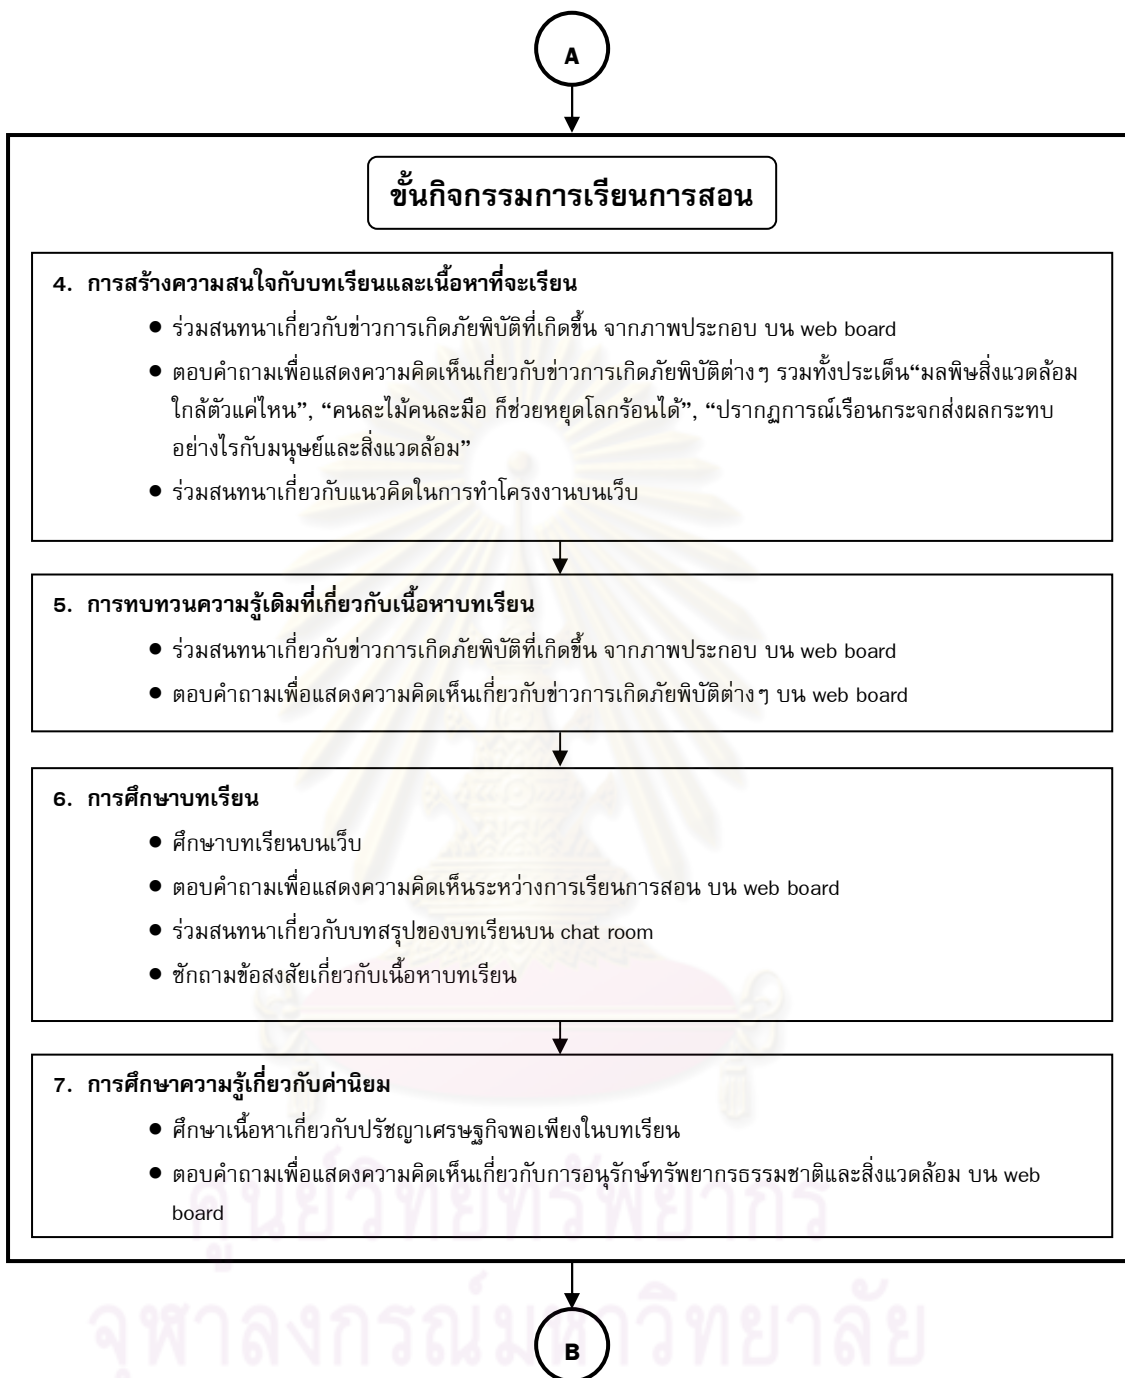 A
ขั้นกิจกรรมการเรียนการสอน
4. การสร้างความสนใจกับบทเรียนและเนื้อหาที่จะเรียน
● ร่วมสนทนาเกี่ยวกับข่าวการเกิดภัยพิบัติที่เกิดขึ้น จากภาพประกอบ บน web board
● ตอบคำถามเพื่อแสดงความคิดเห็นเกี่ยวกับข่าวการเกิดภัยพิบัติต่างๆ รวมทั้งประเด็น“มลพิษสิ่งแวดล้อม
ใกล้ตัวแค่ไหน”, “คนละไม้คนละมือ ก็ช่วยหยุดโลกร้อนได้”, “ปรากฏการณ์เรือนกระจกส่งผลกระทบ
อย่างไรกับมนุษย์และสิ่งแวดล้อม”
● ร่วมสนทนาเกี่ยวกับแนวคิดในการทำโครงงานบนเว็บ
5. การทบทวนความรู้เดิมที่เกี่ยวกับเนื้อหาบทเรียน
● ร่วมสนทนาเกี่ยวกับข่าวการเกิดภัยพิบัติที่เกิดขึ้น จากภาพประกอบ บน web board
● ตอบคำถามเพื่อแสดงความคิดเห็นเกี่ยวกับข่าวการเกิดภัยพิบัติต่างๆ บน web board
6. การศึกษาบทเรียน
● ศึกษาบทเรียนบนเว็บ
● ตอบคำถามเพื่อแสดงความคิดเห็นระหว่างการเรียนการสอน บน web board
● ร่วมสนทนาเกี่ยวกับบทสรุปของบทเรียนบน chat room
● ซักถามข้อสงสัยเกี่ยวกับเนื้อหาบทเรียน
7. การศึกษาความรู้เกี่ยวกับค่านิยม
● ศึกษาเนื้อหาเกี่ยวกับปรัชญาเศรษฐกิจพอเพียงในบทเรียน
● ตอบคำถามเพื่อแสดงความคิดเห็นเกี่ยวกับการอนุรักษ์ทรัพยากรธรรมชาติและสิ่งแวดล้อม บน web
board
ศูนย์วิทยทรัพยากร
จุฬาลงกรณ์มหาวิทยาลัย
B